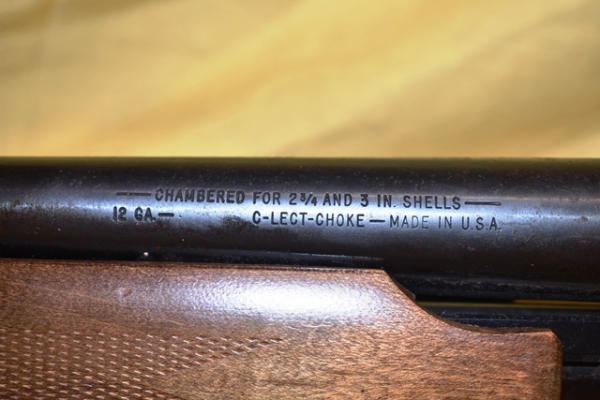 —CHAMBERED FOR 2¾ AND 3 IN. SHELLS—
12 GA.— C-LECT-CHOKE—MADE IN U.S.A.